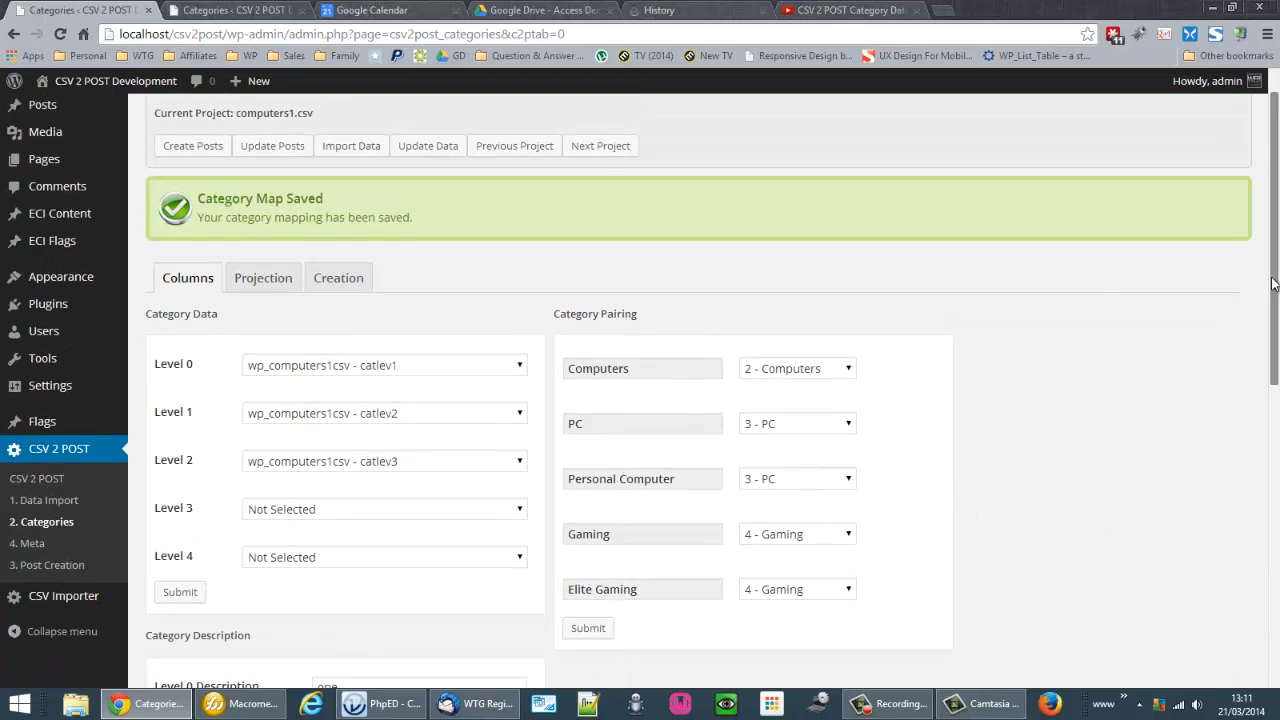 Categories ‹ CSV 2 POST D
Categories ‹ CSV 2 POST D
Google Calendar
Google Drive - Access De
History
CSV 2 POST Category Dat
localhost/csv2post/wp-admin/admin.php?page=csv2post_categories&c2ptab=0
11
Apps
Personal
WTG
Affiliates
WP
Sales
Family
GD
Question & Answer ...
TV (2014)
New TV
Responsive Design b...
UX Design For Mobil...
WP_List_Table – a st...
Other bookmarks
CSV 2 POST Development
0
New
Howdy, admin
Posts
Media
Pages
Comments
ECI Content
ECI Flags
Appearance
Plugins
Users
Tools
Settings
Flags
CSV 2 POST
CSV 2 POST
1. Data Import
2. Categories
4. Meta
3. Post Creation
CSV Importer
Collapse menu
Current Project: computers1.csv
Create Posts
Update Posts
Import Data
Update Data
Previous Project
Next Project
Category Map Saved
Your category mapping has been saved.
Columns
Projection
Creation
Category Data
Level 0
wp_computers1csv - catlev1
Level 1
wp_computers1csv - catlev2
Level 2
wp_computers1csv - catlev3
Level 3
Not Selected
Level 4
Not Selected
Submit
Category Description
Level 0 Description
one
Category Pairing
Computers
2 - Computers
PC
3 - PC
Personal Computer
3 - PC
Gaming
4 - Gaming
Elite Gaming
4 - Gaming
Submit
Categorie...
Macrome...
PhpED - C...
WTG Regi...
Recording...
Camtasia ...
www
13:11
21/03/2014